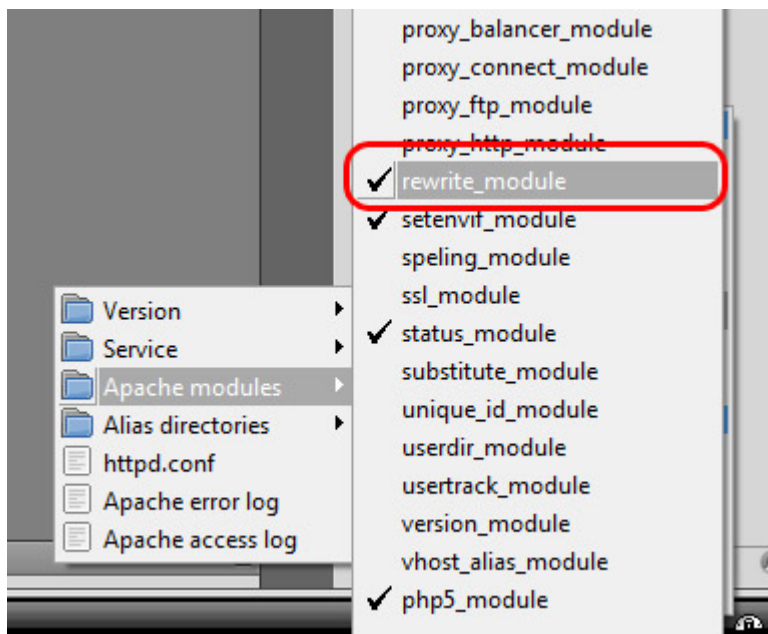 proxy_balancer_module
proxy_connect_module
proxy_ftp_module
proxy_http_module
rewrite_module
setenvif_module
speling_module
ssl_module
status_module
substitute_module
unique_id_module
userdir_module
usertrack_module
version_module
vhost_alias_module
php5_module
Version
Service
Apache modules
Alias directories
httpd.conf
Apache error log
Apache access log